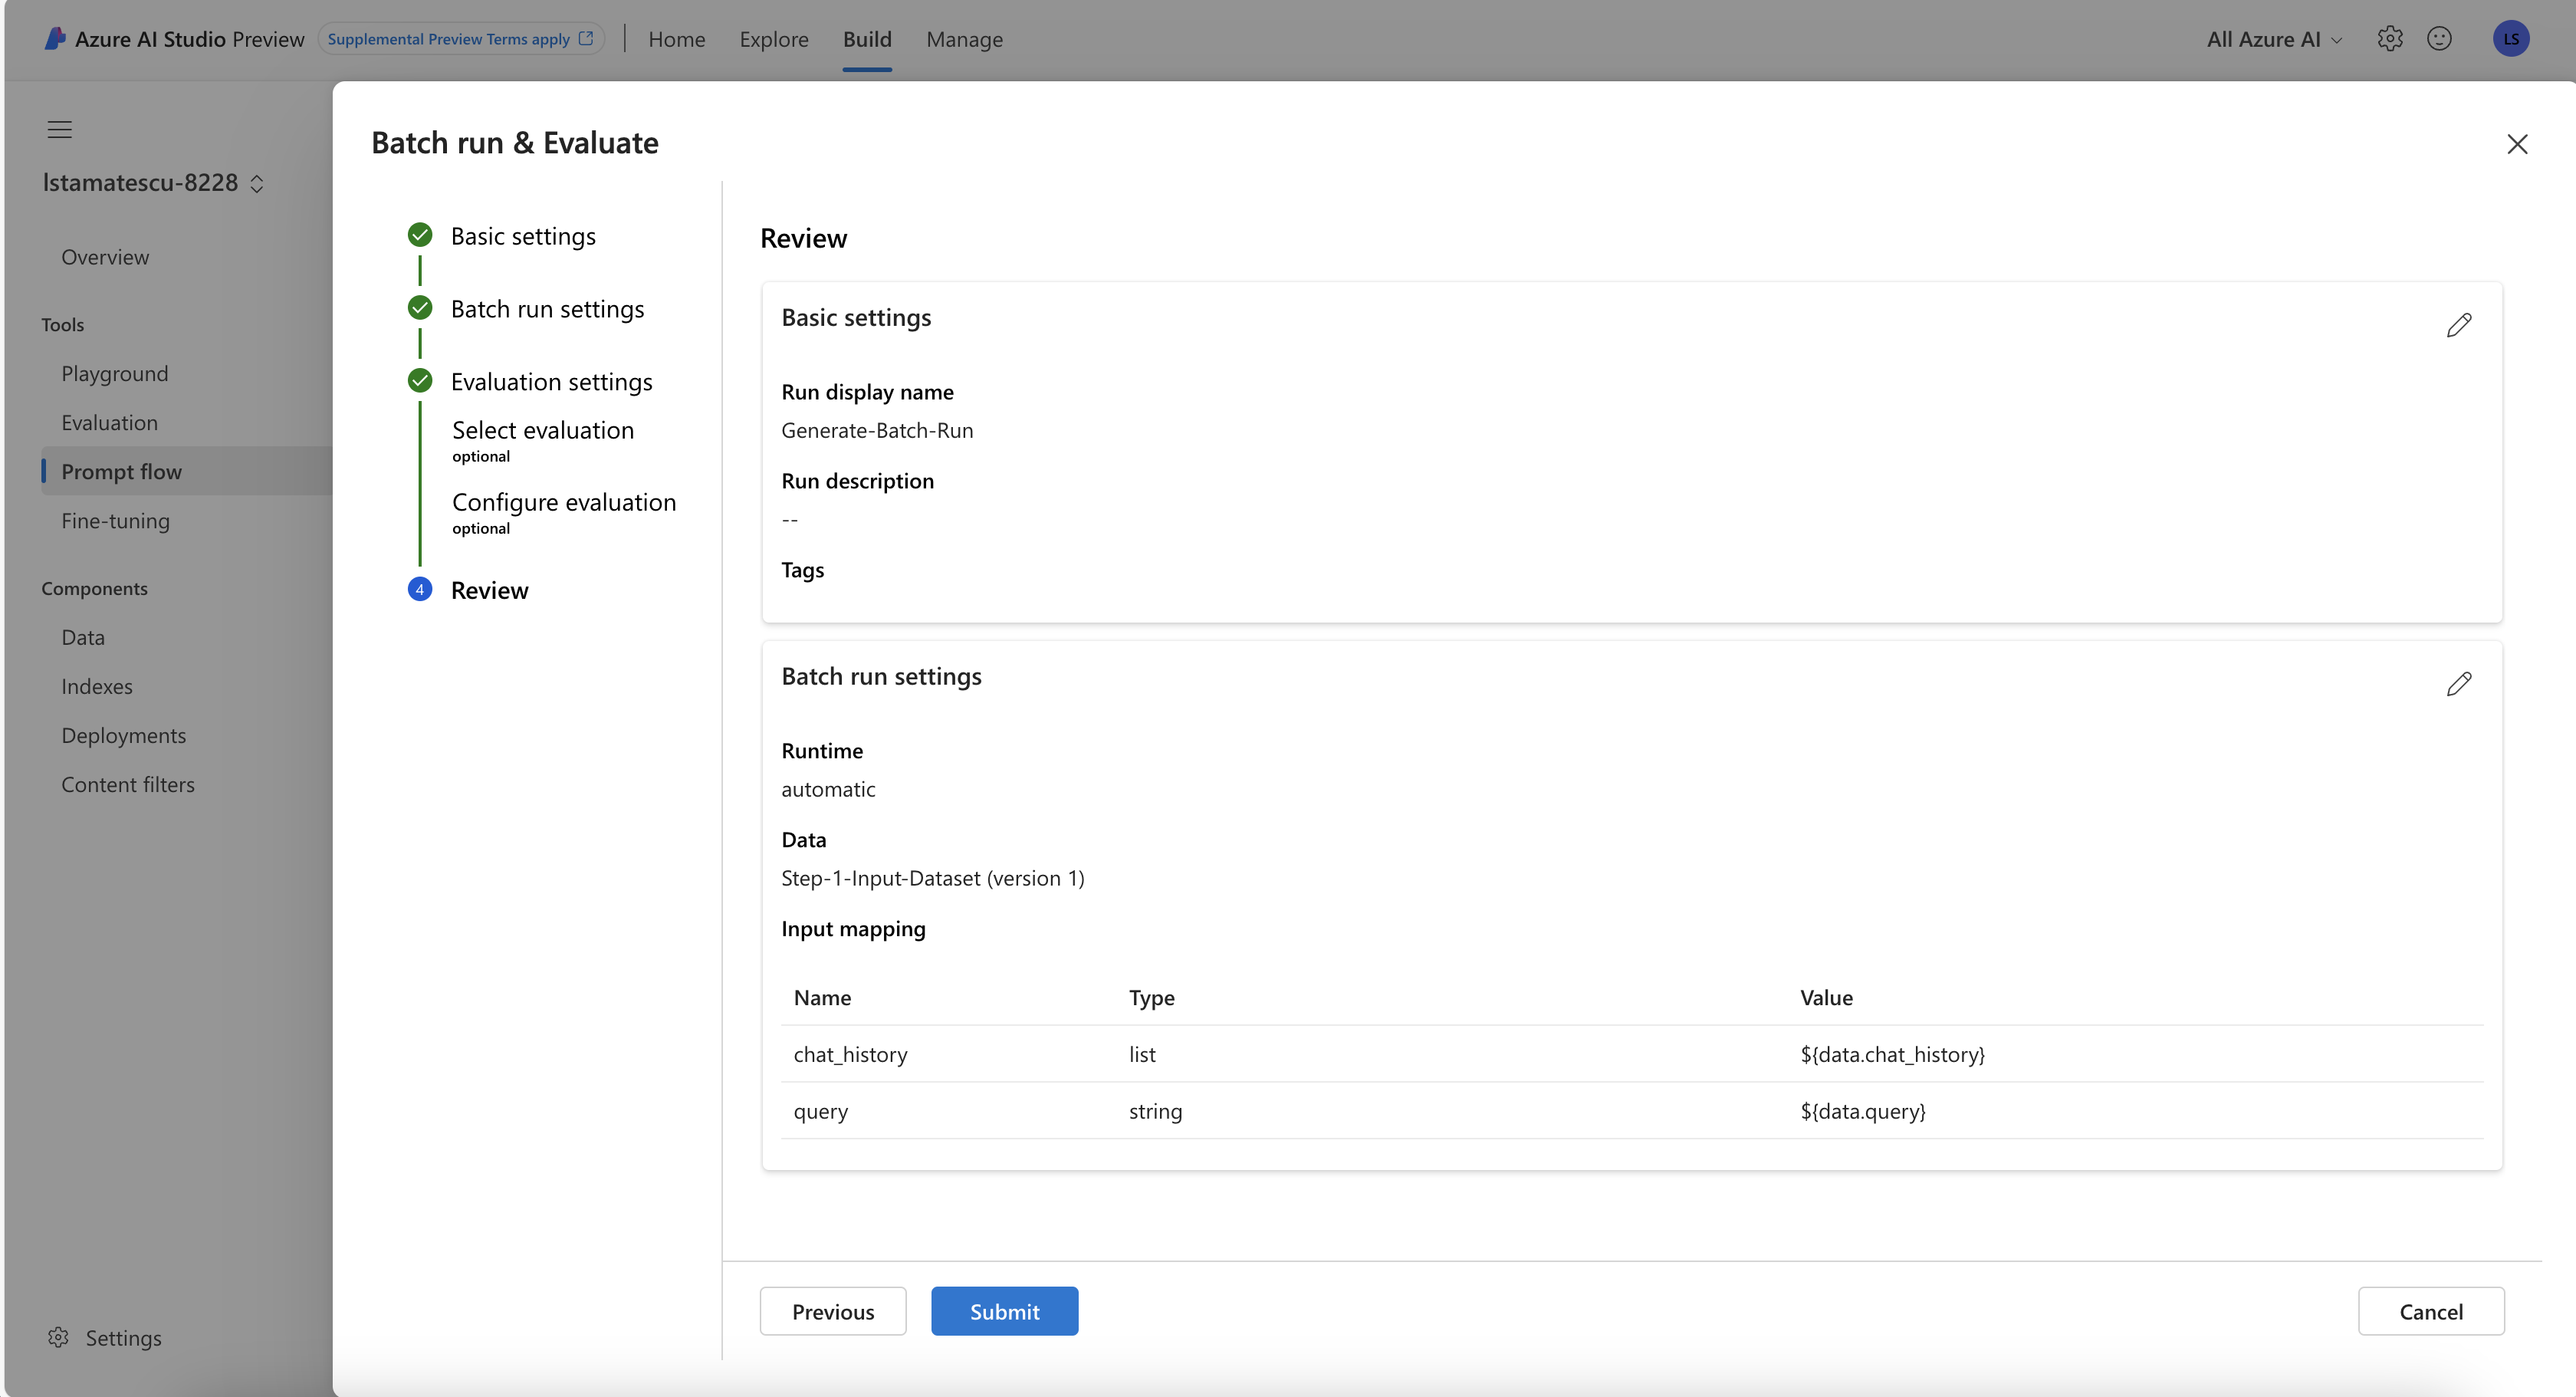 Azure AI Studio Preview
Supplemental Preview Terms apply
Home
Explore
Build
Manage
All Azure AI
LS
lstamatescu-8228
Overview
Tools
Playground
Evaluation
Prompt flow
Fine-tuning
Components
Data
Indexes
Deployments
Content filters
Settings
Batch run & Evaluate
Basic settings
Batch run settings
Evaluation settings
Select evaluation
optional
Configure evaluation
optional
4
Review
Review
Basic settings
Run display name
Generate-Batch-Run
Run description
--
Tags
Batch run settings
Runtime
automatic
Data
Step-1-Input-Dataset (version 1)
Input mapping
Name Type Value
chat_history list ${data.chat_history}
query string ${data.query}
Previous
Submit
Cancel